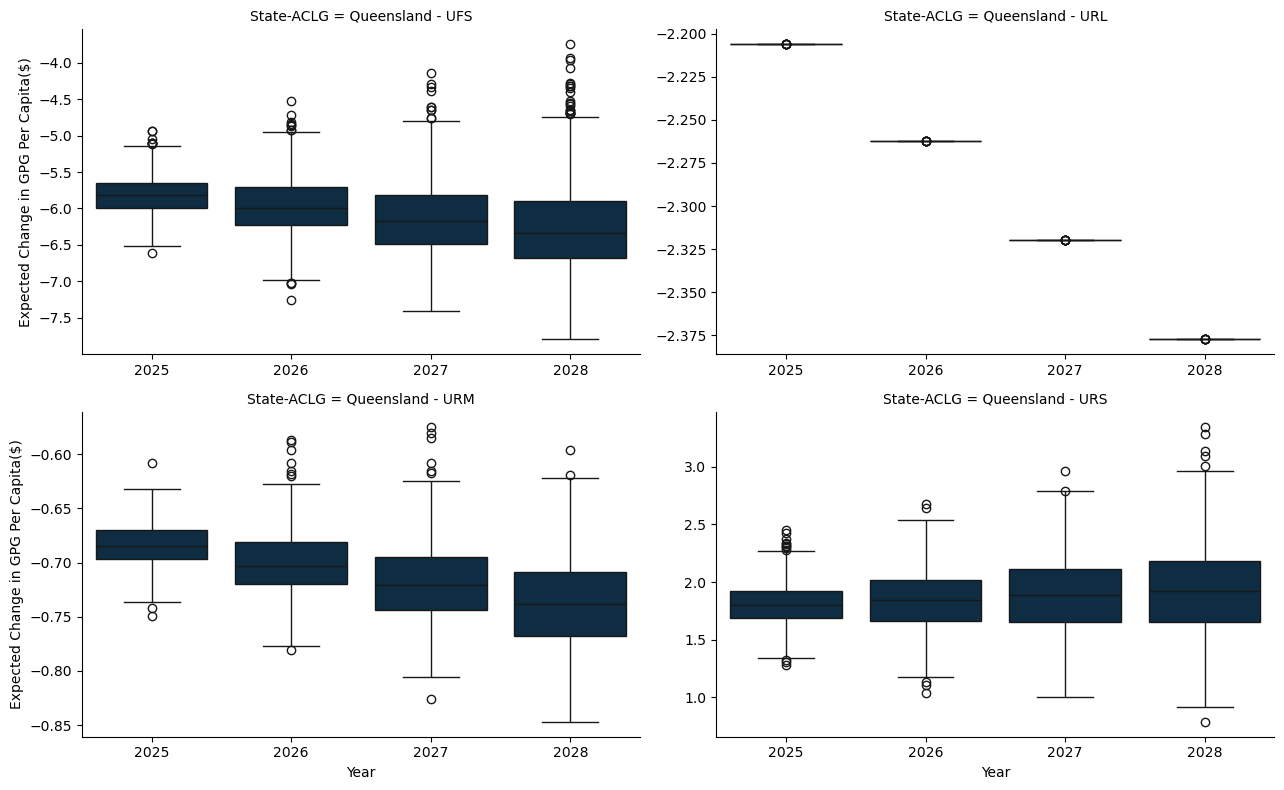 State-ACLG = Queensland - UFS
Expected Change in GPG Per Capita($)
−4.0
−4.5
−5.0
−5.5
−6.0
−6.5
−7.0
−7.5
2025 2026 2027 2028
State-ACLG = Queensland - URL
−2.200
−2.225
−2.250
−2.275
−2.300
−2.325
−2.350
−2.375
2025 2026 2027 2028
State-ACLG = Queensland - URM
Expected Change in GPG Per Capita($)
−0.60
−0.65
−0.70
−0.75
−0.80
−0.85
2025 2026 2027 2028
Year
State-ACLG = Queensland - URS
3.0
2.5
2.0
1.5
1.0
2025 2026 2027 2028
Year